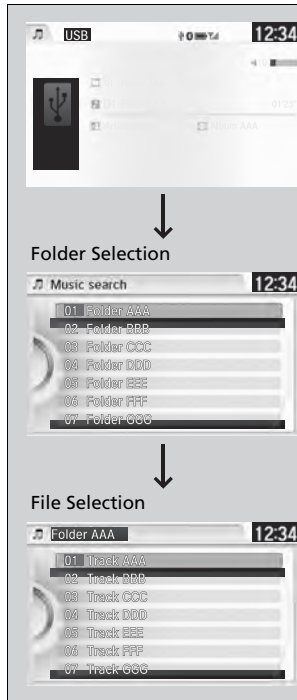 USB
12:34
Folder Selection
Music search
12:34
01 Folder AAA
02 Folder BBB
03 Folder CCC
04 Folder DDD
05 Folder EEE
06 Folder FFF
07 Folder GGG
File Selection
Folder AAA
12:34
01 Track AAA
02 Track BBB
03 Track CCC
04 Track DDD
05 Track EEE
06 Track FFF
07 Track GGG